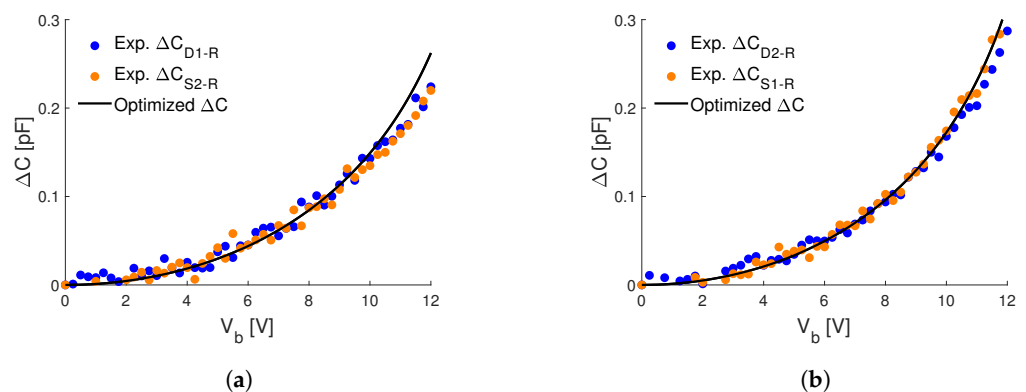 0.3
0.2
0.1
0
ΔC [pF]
Exp. ΔC_D1-R
Exp. ΔC_S2-R
Optimized ΔC
0 2 4 6 8 10 12
V_b [V]
(a)
0.3
0.2
0.1
0
ΔC [pF]
Exp. ΔC_D2-R
Exp. ΔC_S1-R
Optimized ΔC
0 2 4 6 8 10 12
V_b [V]
(b)